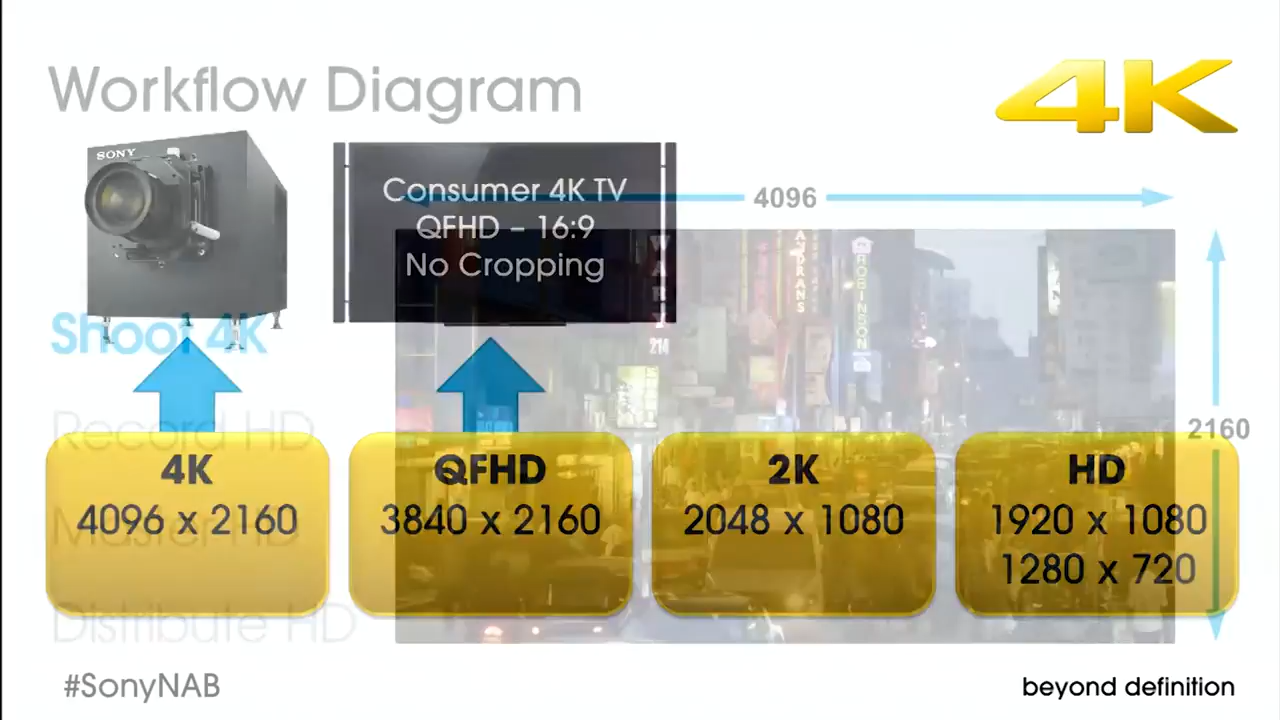 Workflow Diagram
4K
SONY
Consumer 4K TV
QFHD – 16:9
No Cropping
4096
ROBINSON
214
Shoot 4K
Record HD
2160
4K
4096 x 2160
QFHD
3840 x 2160
2K
2048 x 1080
HD
1920 x 1080
1280 x 720
Master HD
Distribute HD
#SonyNAB
beyond definition